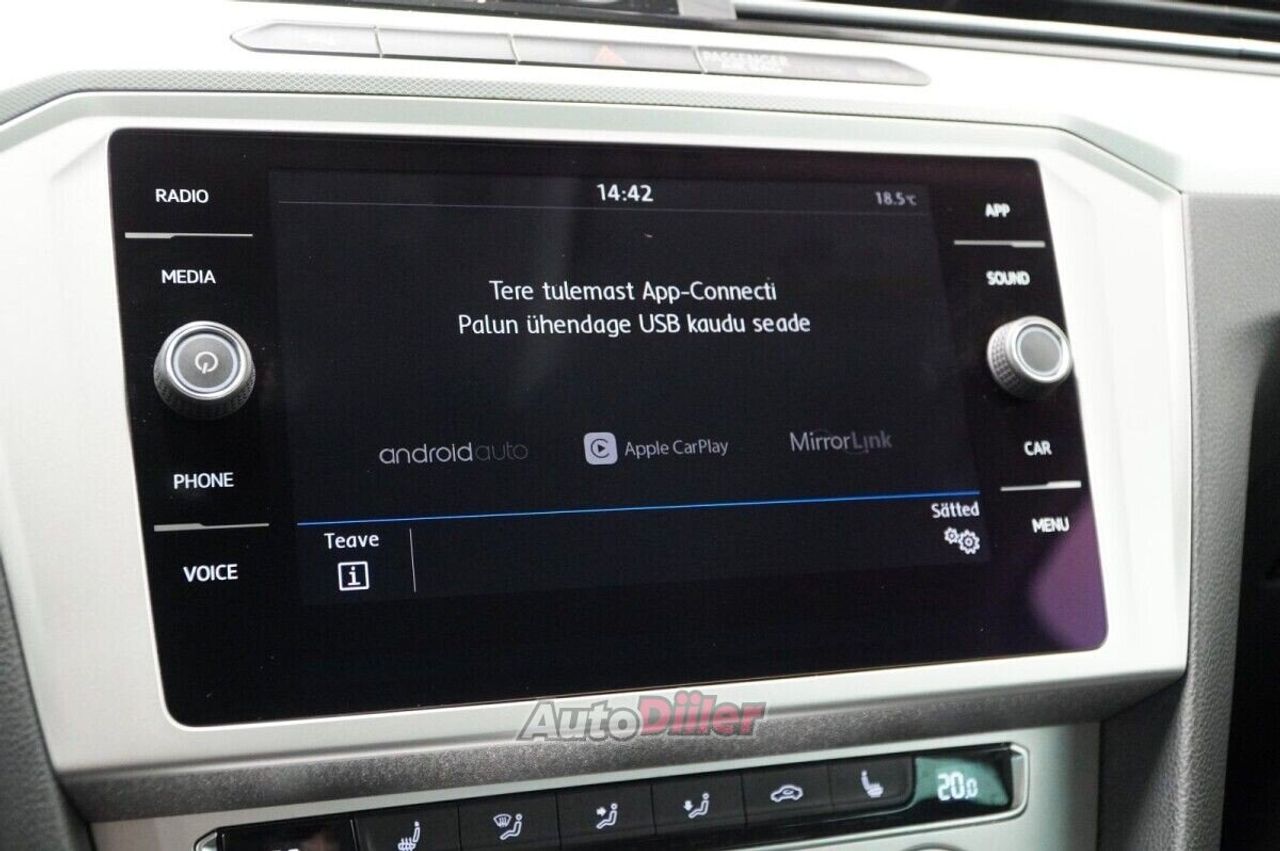 PASSENGER
RADIO
MEDIA
PHONE
VOICE
14:42
18.5°C
Tere tulemast App-Connecti
Palun ühendage USB kaudu seade
androidauto
Apple CarPlay
MirrorLink
Teave
i
Sätted
APP
SOUND
CAR
MENU
AutoDiiler
20.0